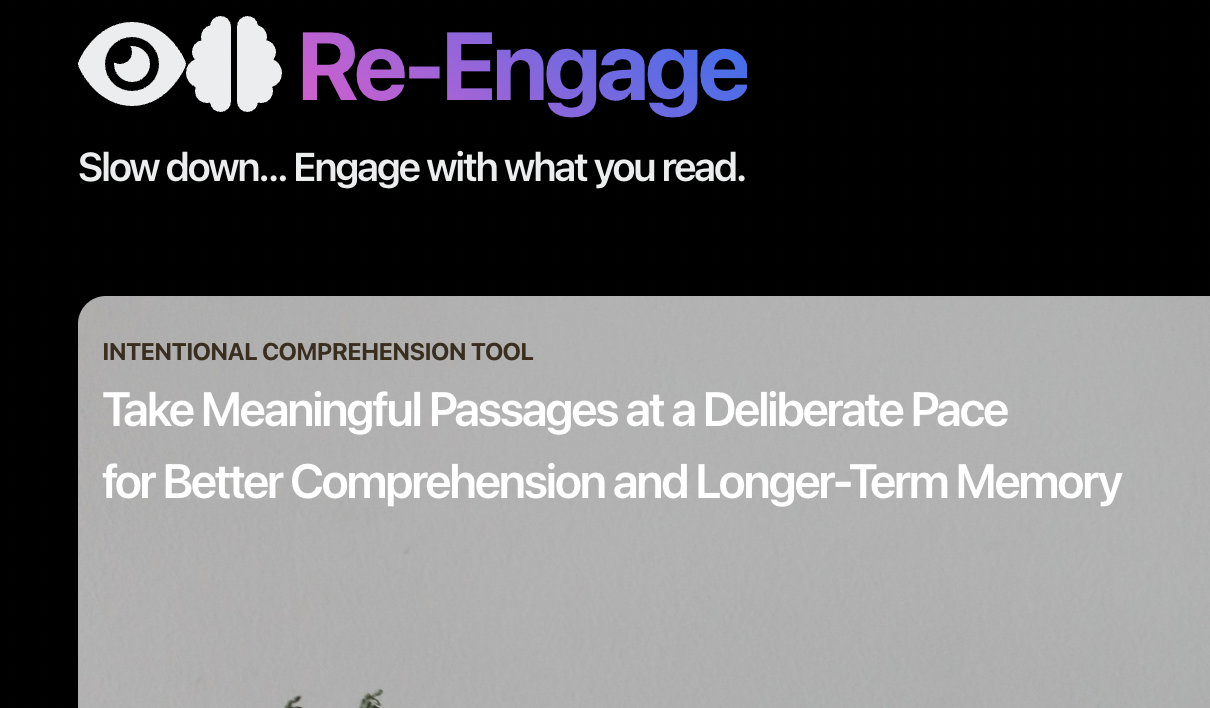 Re-Engage
Slow down... Engage with what you read.
INTENTIONAL COMPREHENSION TOOL
Take Meaningful Passages at a Deliberate Pace
for Better Comprehension and Longer-Term Memory